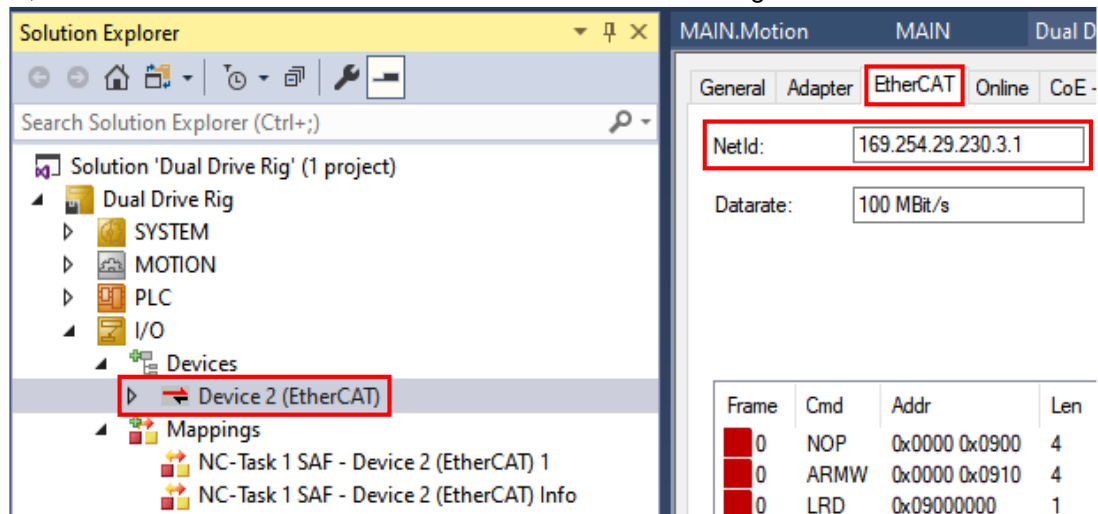 Solution Explorer
Search Solution Explorer (Ctrl+;)
Solution 'Dual Drive Rig' (1 project)
Dual Drive Rig
SYSTEM
MOTION
PLC
I/O
Devices
Device 2 (EtherCAT)
Mappings
NC-Task 1 SAF - Device 2 (EtherCAT) 1
NC-Task 1 SAF - Device 2 (EtherCAT) Info
MAIN.Motion MAIN Dual D
General Adapter EtherCAT Online CoE -
NetId: 169.254.29.230.3.1
Datarate: 100 MBit/s
Frame Cmd Addr Len
0 NOP 0x0000 0x0900 4
0 ARMW 0x0000 0x0910 4
0 LRD 0x09000000 1